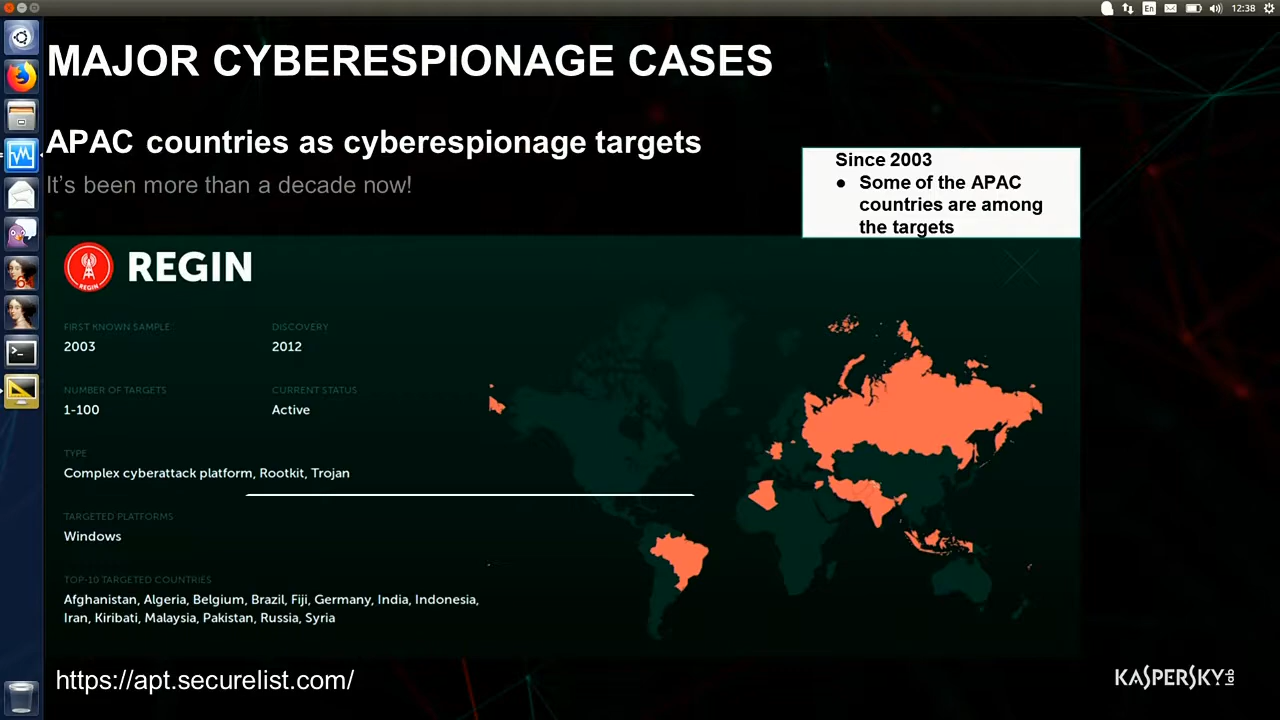 En
12:38
MAJOR CYBERESPIONAGE CASES
APAC countries as cyberespionage targets
It's been more than a decade now!
Since 2003
● Some of the APAC
countries are among
the targets
REGIN
REGIN
FIRST KNOWN SAMPLE
DISCOVERY
2003
2012
NUMBER OF TARGETS
CURRENT STATUS
1-100
Active
TYPE
Complex cyberattack platform, Rootkit, Trojan
TARGETED PLATFORMS
Windows
TOP-10 TARGETED COUNTRIES
Afghanistan, Algeria, Belgium, Brazil, Fiji, Germany, India, Indonesia,
Iran, Kiribati, Malaysia, Pakistan, Russia, Syria
https://apt.securelist.com/
KASPERSKY lab